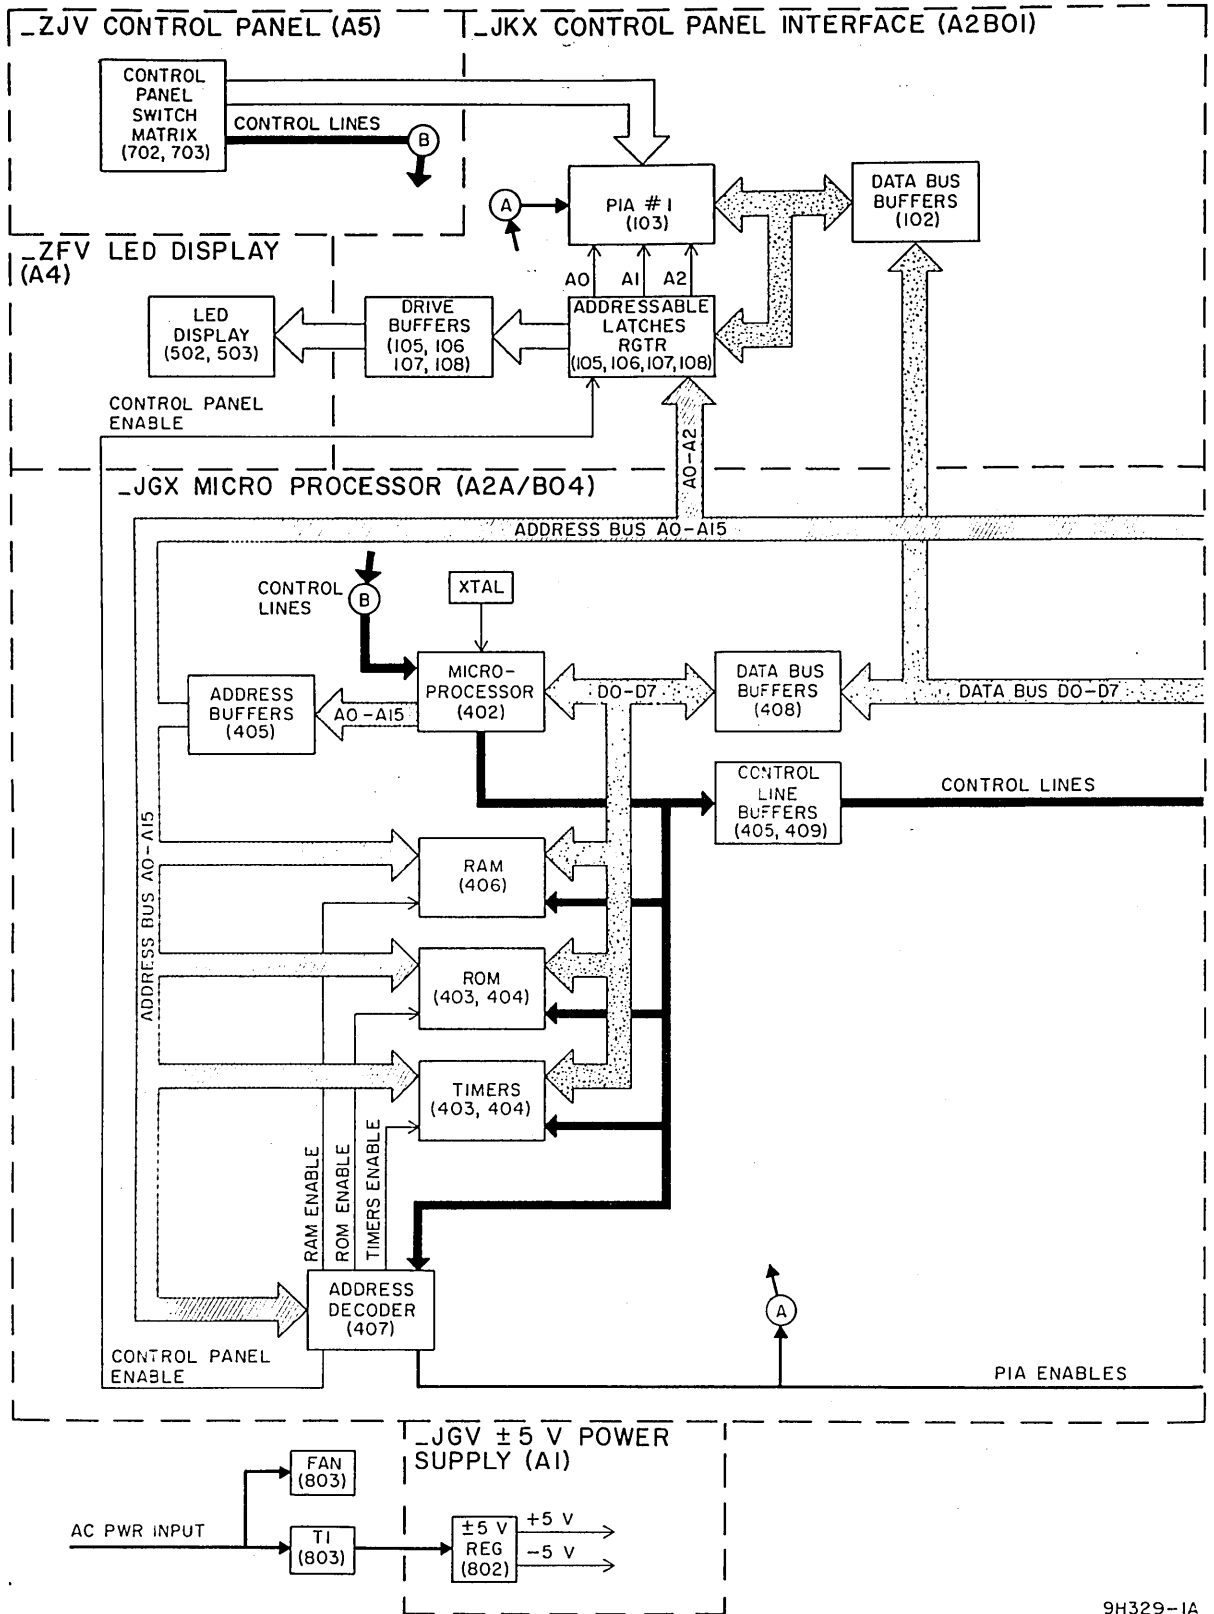 _ZJV CONTROL PANEL (A5)
_JKX CONTROL PANEL INTERFACE (A2B01)
CONTROL
PANEL
SWITCH
MATRIX
(702, 703)
CONTROL LINES
B
A
PIA #1
(103)
DATA BUS
BUFFERS
(102)
_ZFV LED DISPLAY
(A4)
A0
A1
A2
LED
DISPLAY
(502, 503)
DRIVE
BUFFERS
(105, 106
107, 108)
ADDRESSABLE
LATCHES
RGTR
(105, 106, 107, 108)
CONTROL PANEL
ENABLE
A0-A2
_JGX MICRO PROCESSOR (A2A/B04)
ADDRESS BUS A0-A15
CONTROL
LINES
B
XTAL
MICRO-
PROCESSOR
(402)
D0-D7
DATA BUS
BUFFERS
(408)
DATA BUS D0-D7
ADDRESS
BUFFERS
(405)
A0-A15
CONTROL
LINE
BUFFERS
(405, 409)
CONTROL LINES
ADDRESS BUS A0-A15
RAM
(406)
ROM
(403, 404)
TIMERS
(403, 404)
RAM ENABLE
ROM ENABLE
TIMERS ENABLE
ADDRESS
DECODER
(407)
A
CONTROL PANEL
ENABLE
PIA ENABLES
_JGV ±5 V POWER
SUPPLY (A1)
FAN
(803)
AC PWR INPUT
T1
(803)
±5 V
REG
(802)
+5 V
-5 V
9H329-1A